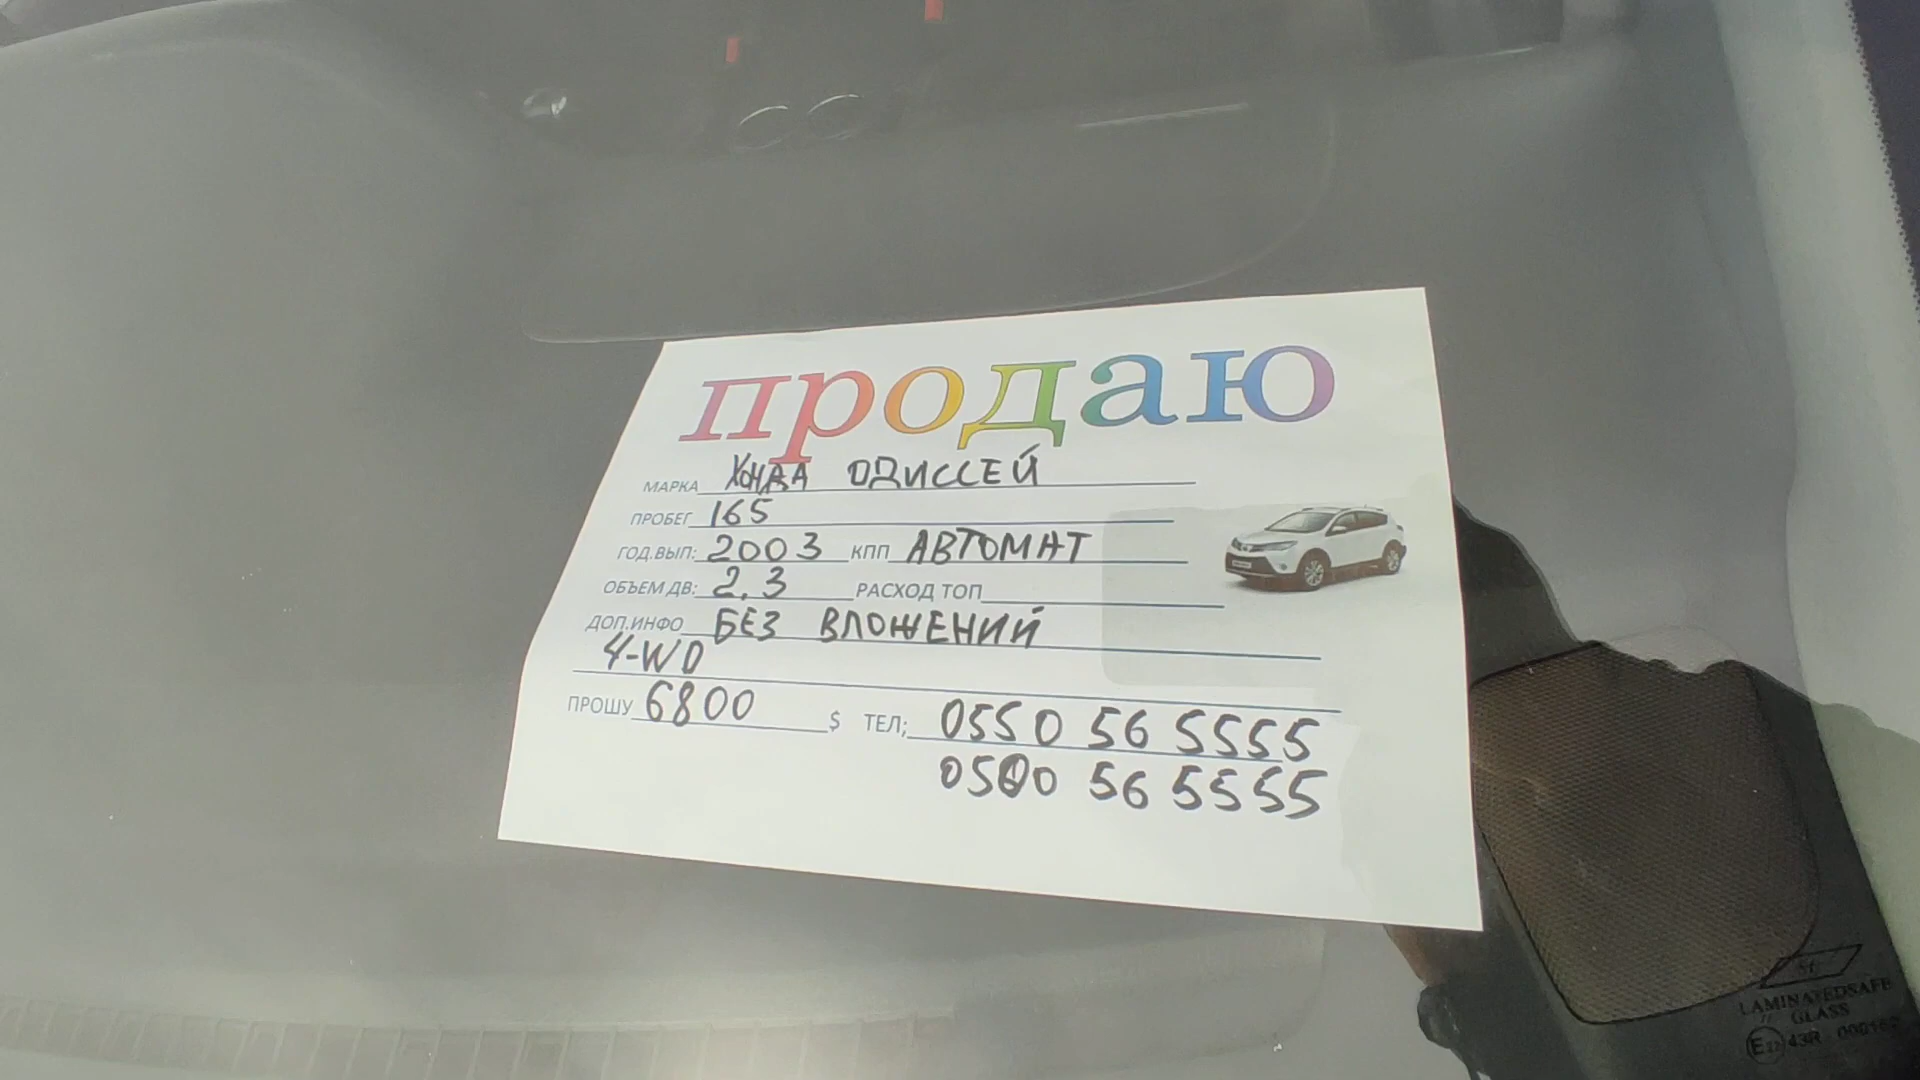 продаю
МАРКА ХОНДА ОДИССЕЙ
ПРОБЕГ 165
ГОД.ВЫП: 2003 КПП АВТОМАТ
ОБЪЕМ ДВ: 2.3 РАСХОД ТОП
ДОП.ИНФО БЕЗ ВЛОЖЕНИЙ
4-WD
ПРОШУ 6800 $ ТЕЛ; 0550 56 5555
0500 56 5555
LAMINATEDSAFE
GLASS
43R